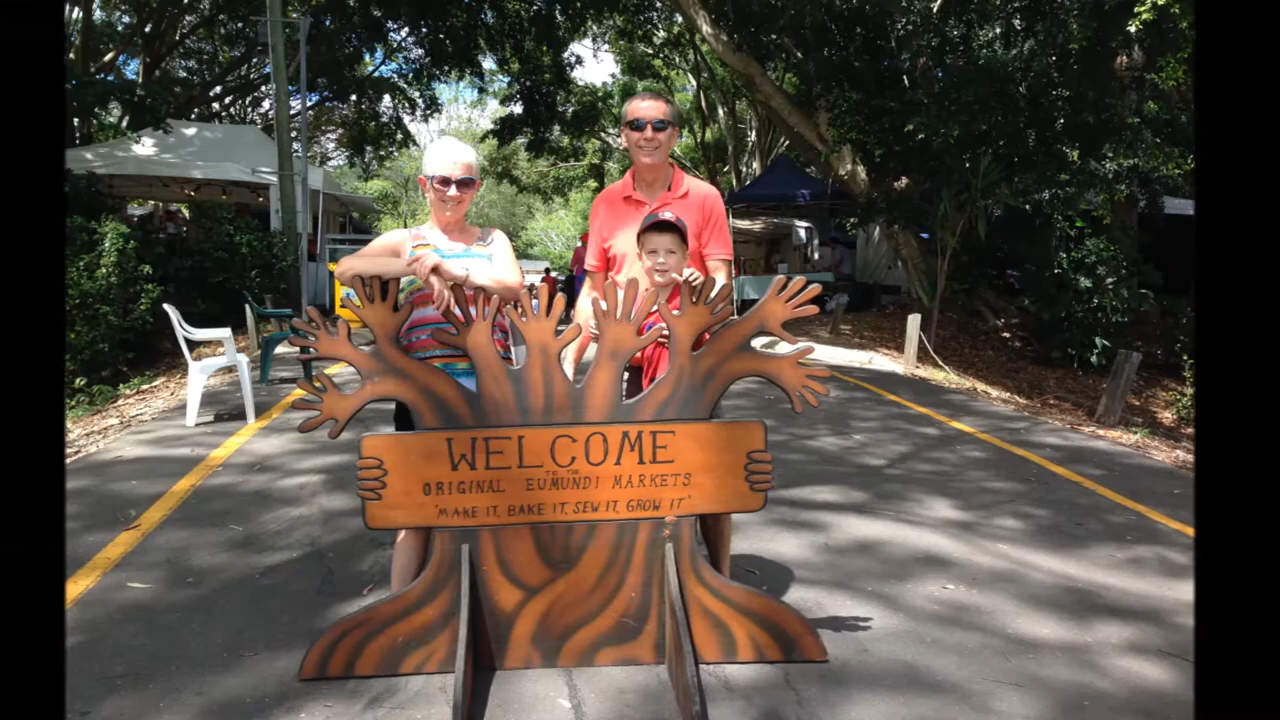 WELCOME
TO THE
ORIGINAL EUMUNDI MARKETS
"MAKE IT, BAKE IT, SEW IT, GROW IT"